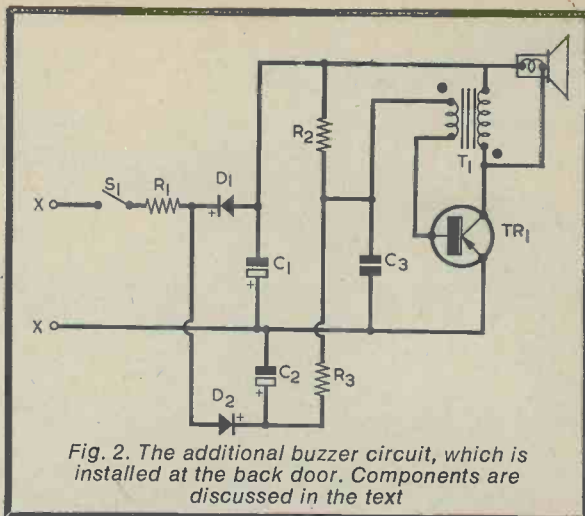 R2
T1
S1
R1
D1
X
TR1
C1
C3
X
C2
R3
D2
Fig. 2. The additional buzzer circuit, which is
installed at the back door. Components are
discussed in the text